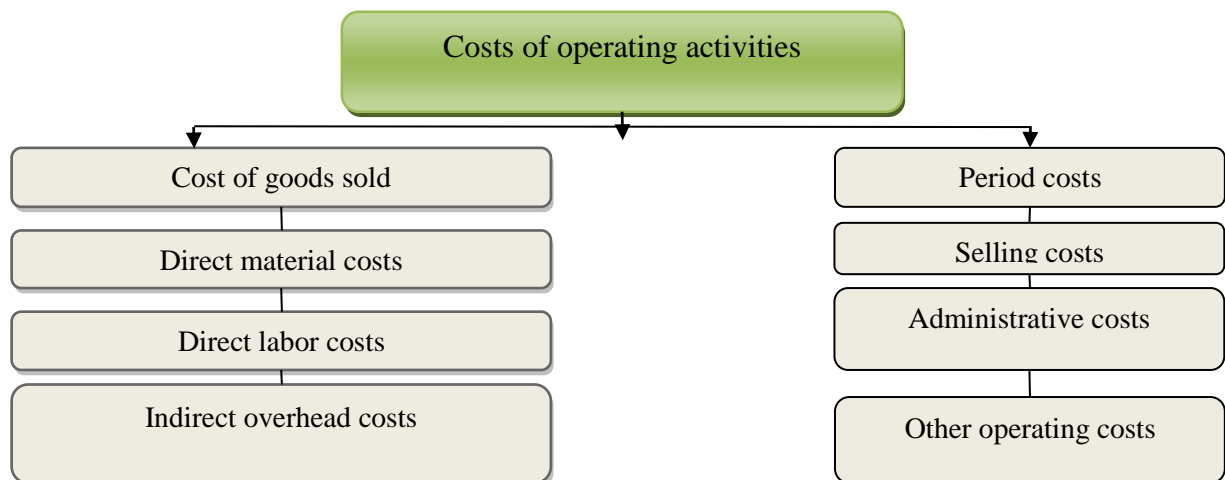 Costs of operating activities
Cost of goods sold
Direct material costs
Direct labor costs
Indirect overhead costs
Period costs
Selling costs
Administrative costs
Other operating costs